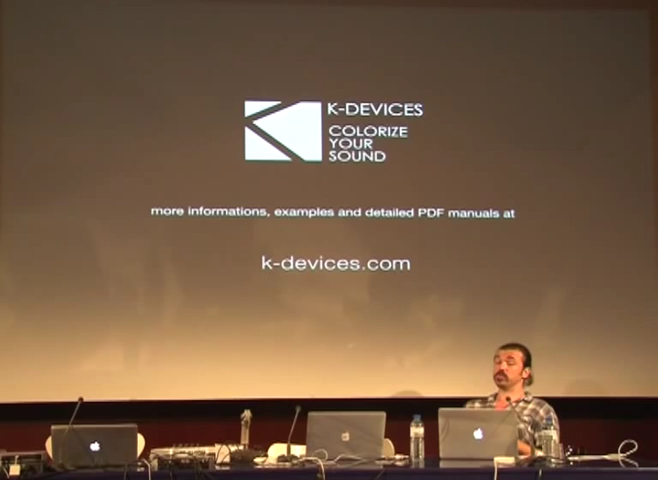 K-DEVICES
COLORIZE
YOUR
SOUND
more informations, examples and detailed PDF manuals at
k-devices.com